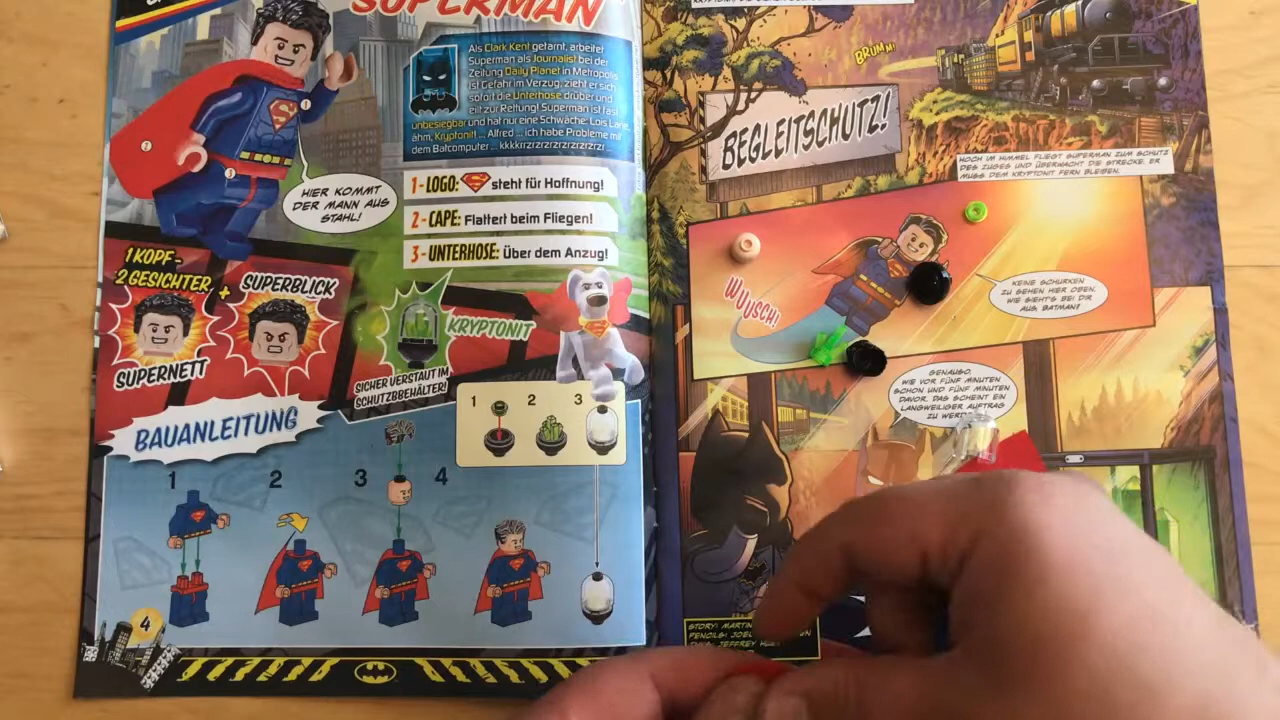 SUPERMAN
Als Clark Kent getarnt, arbeitet
Superman als Journalist bei der
Zeitung Daily Planet in Metropolis
Ist Gefahr im Verzug, zieht er sich
sofort die Unterhose drüber und
eilt zur Rettung! Superman ist fast
unbesiegbar und hat nur eine Schwäche: Lois Lane
ähm, Kryptonit! ... Alfred ... ich habe Probleme mit
dem Batcomputer ...
HIER KOMMT
DER MANN AUS
STAHL!
1 - LOGO: S steht für Hoffnung!
2 - CAPE: Flattert beim Fliegen!
3 - UNTERHOSE: Über dem Anzug!
1 KOPF -
2 GESICHTER
+
SUPERBLICK
SUPERNETT
KRYPTONIT
SICHER VERSTAUT IM
SCHUTZBEHÄLTER!
BAUANLEITUNG
1 2 3
1 2 3 4
4
BRUMM!
BEGLEITSCHUTZ!
HOCH IM HIMMEL FLIEGT SUPERMAN ZUM SCHUTZ
DES ZUGES UND ÜBERWACHT DIE STRECKE. ER
MUSS DEM KRYPTONIT FERN BLEIBEN.
WUUSCH!
KEINE SCHURKEN
ZU SEHEN HIER OBEN.
WIE SIEHT'S BEI DIR
AUS, BATMAN?
GENAUSO,
WIE VOR FÜNF MINUTEN
SCHON UND FÜNF MINUTEN
DAVOR. DAS SCHEINT EIN
LANGWEILIGER AUFTRAG
ZU
STORY: MARTIN
PENCILS:
JEFFREY